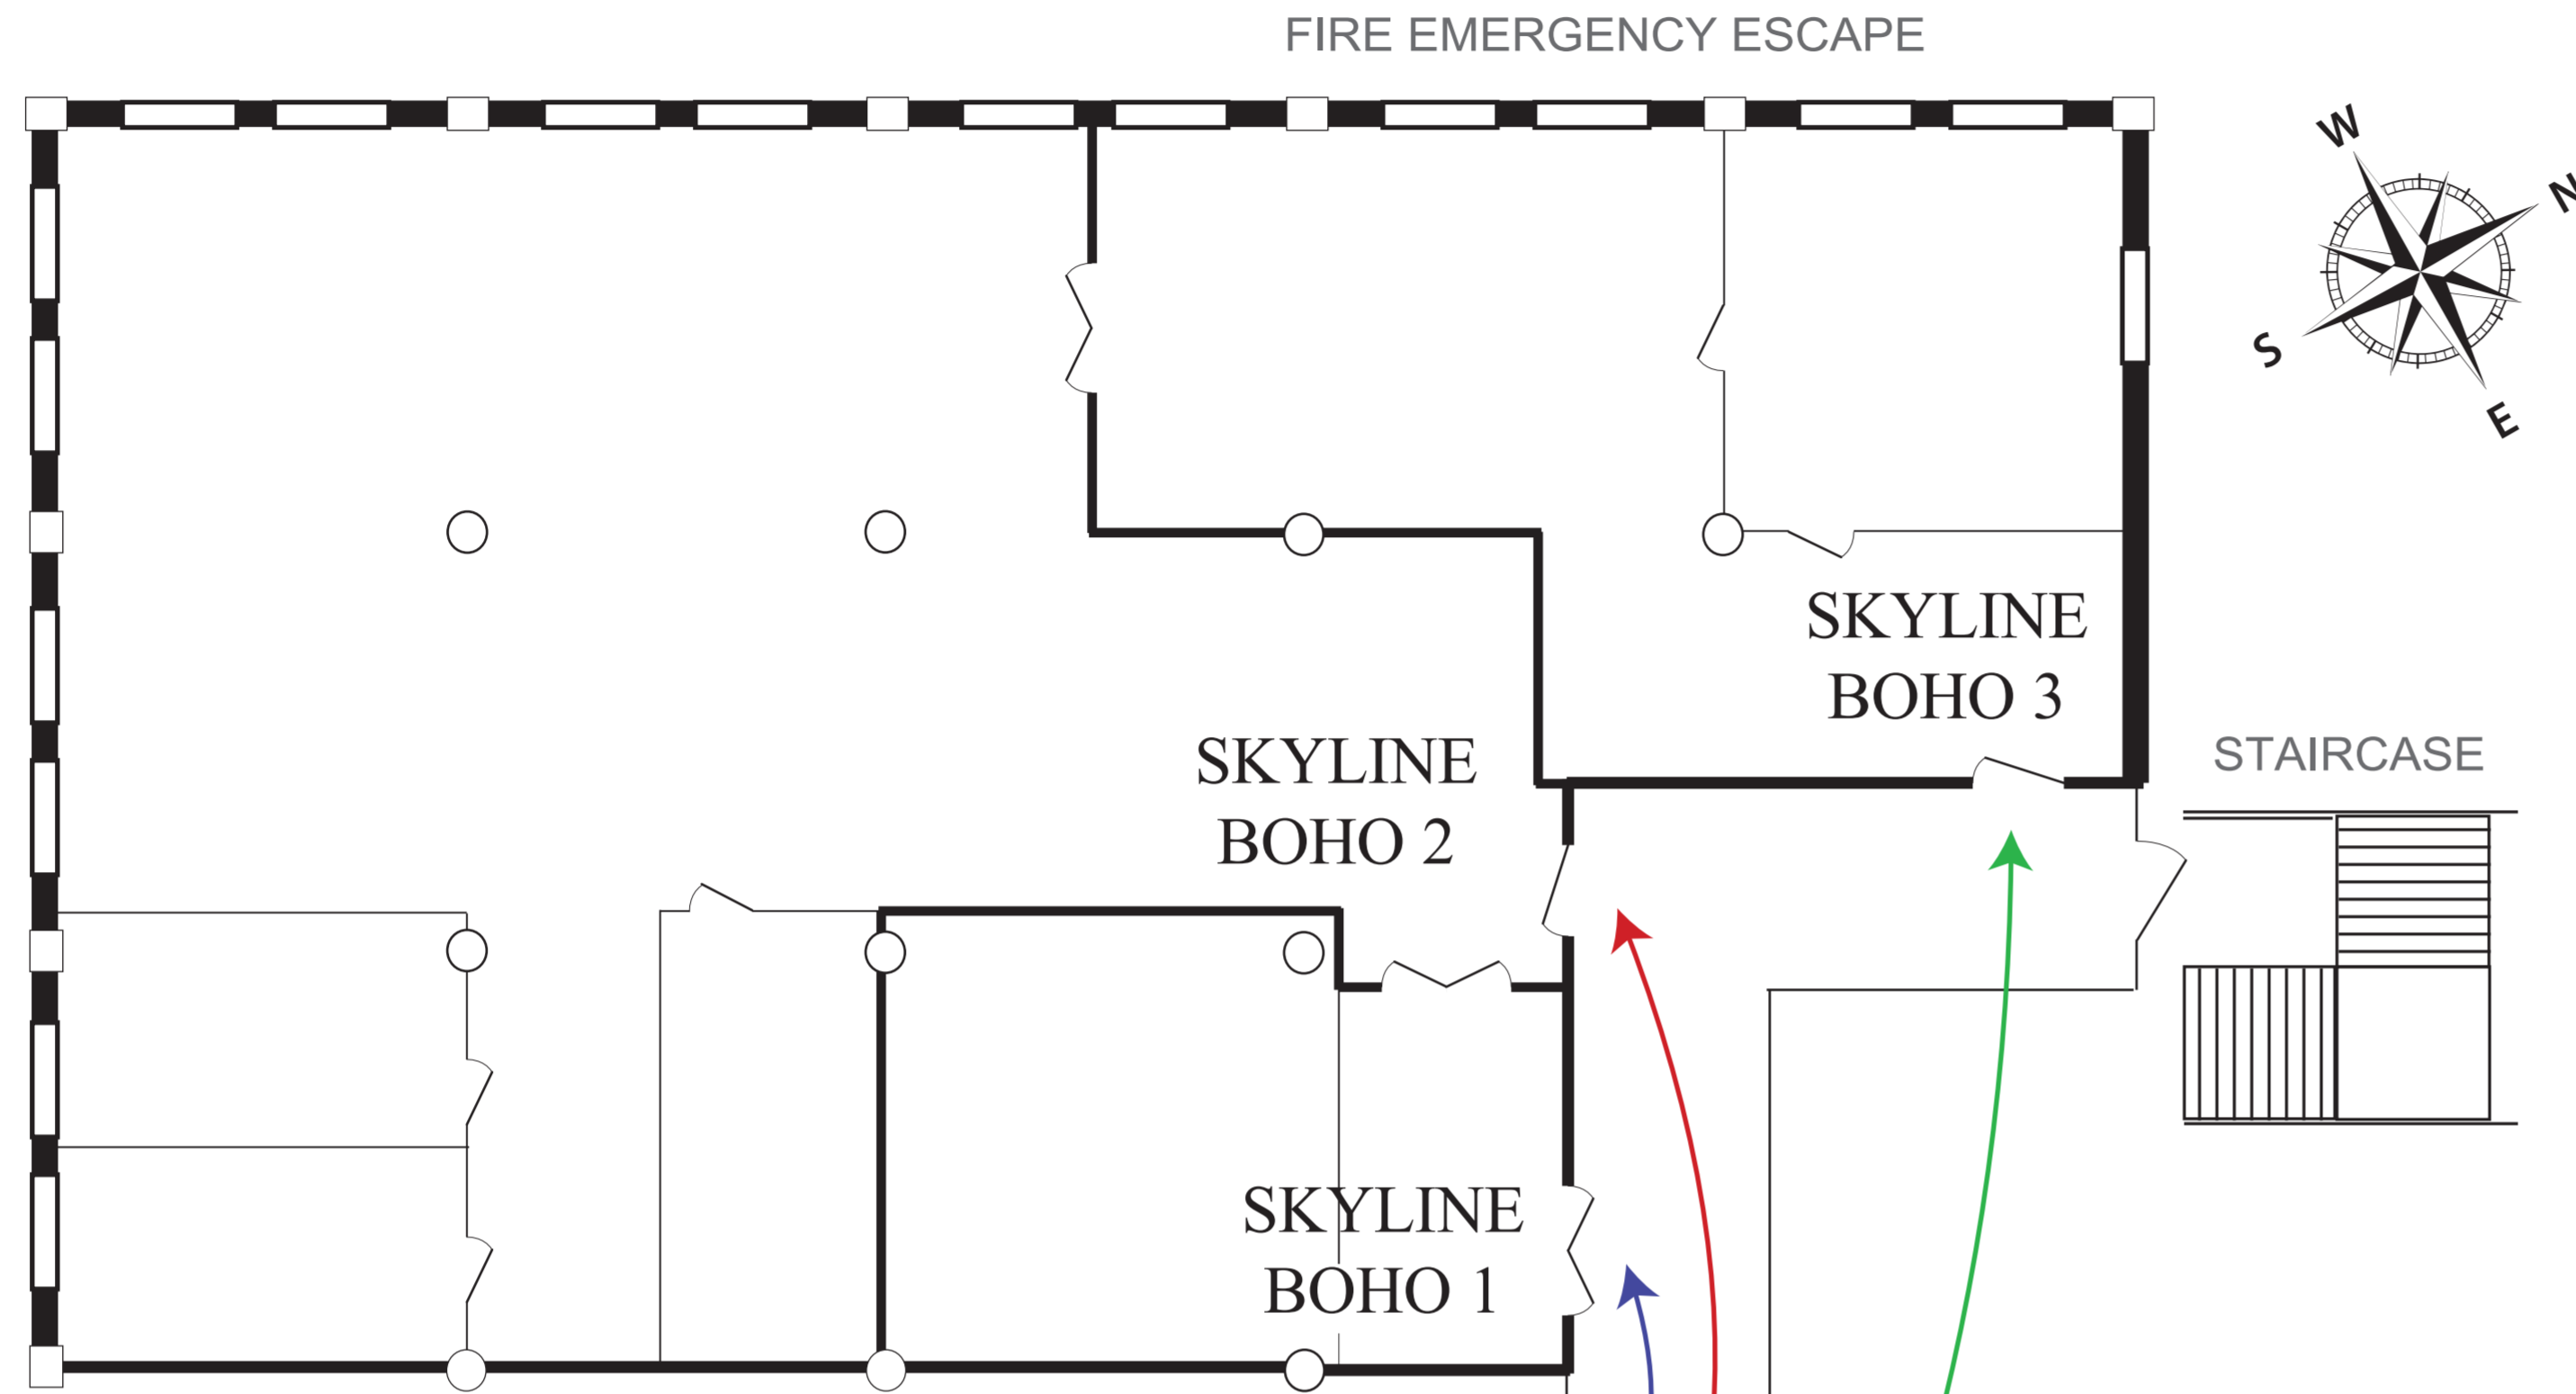 FIRE EMERGENCY ESCAPE
W
N
S
E
SKYLINE
BOHO 3
STAIRCASE
SKYLINE
BOHO 2
SKYLINE
BOHO 1